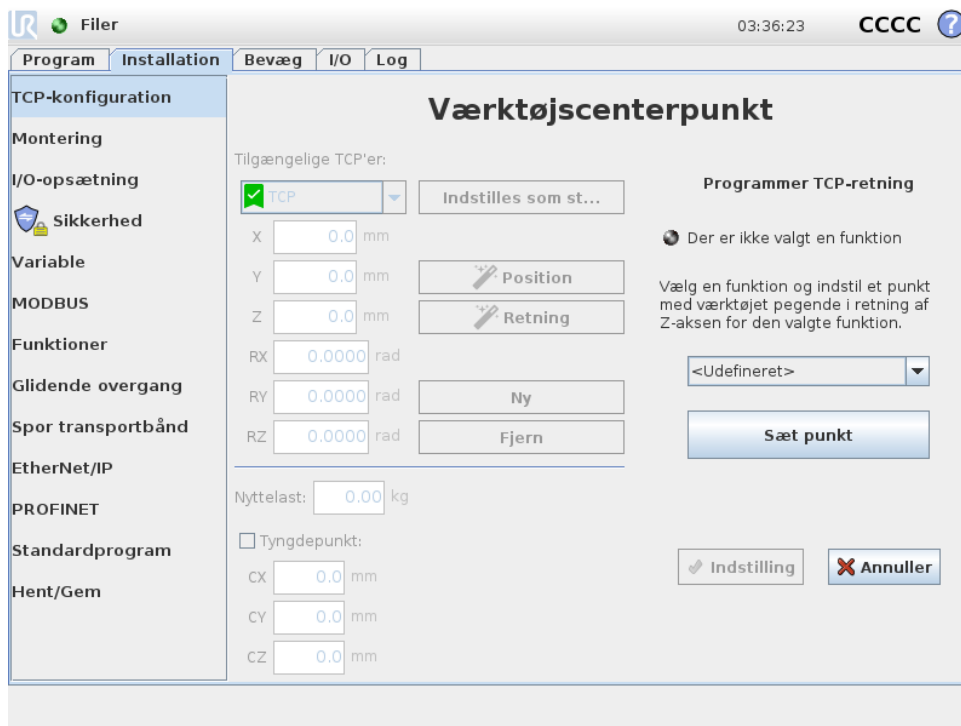 UR Filer 03:36:23 CCCC ?
Program Installation Bevæg I/O Log
TCP-konfiguration
Montering
I/O-opsætning
Sikkerhed
Variable
MODBUS
Funktioner
Glidende overgang
Spor transportbånd
EtherNet/IP
PROFINET
Standardprogram
Hent/Gem
Værktøjscenterpunkt
Tilgængelige TCP'er:
TCP Indstilles som st...
X 0.0 mm
Y 0.0 mm Position
Z 0.0 mm Retning
RX 0.0000 rad
RY 0.0000 rad Ny
RZ 0.0000 rad Fjern
Nyttelast: 0.00 kg
Tyngdepunkt:
CX 0.0 mm
CY 0.0 mm
CZ 0.0 mm
Programmer TCP-retning
Der er ikke valgt en funktion
Vælg en funktion og indstil et punkt
med værktøjet pegende i retning af
Z-aksen for den valgte funktion.
<Udefineret>
Sæt punkt
Indstilling Annuller